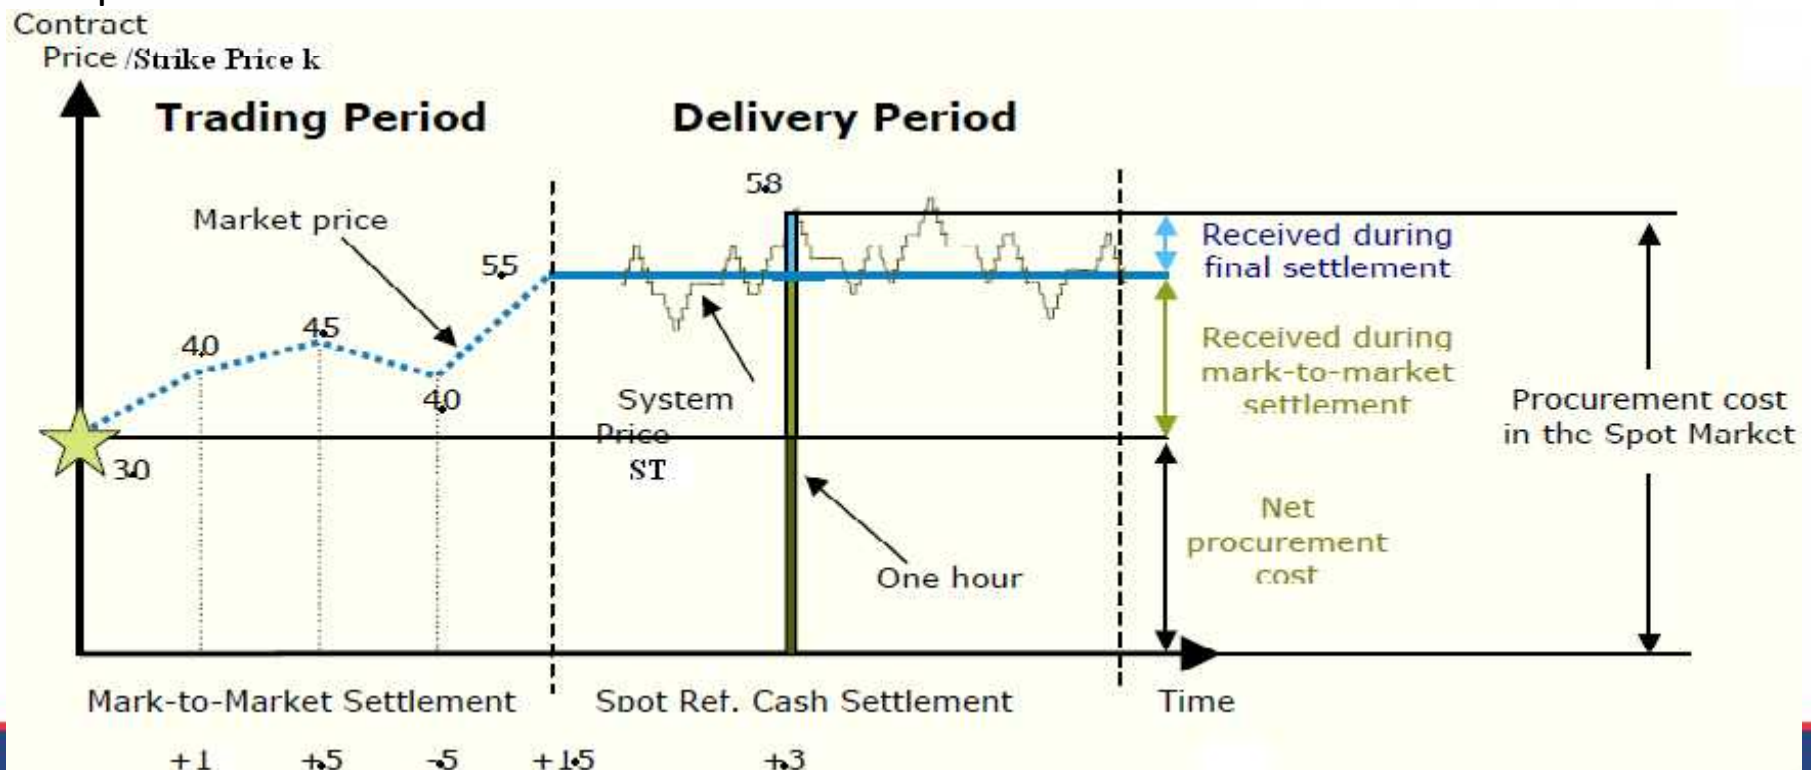 Contract
Price /Strike Price k
Trading Period
Delivery Period
58
Market price
55
45
40
40
30
System
Price
ST
One hour
Received during
final settlement
Received during
mark-to-market
settlement
Net
procurement
cost
Procurement cost
in the Spot Market
Mark-to-Market Settlement
Spot Ref. Cash Settlement
Time
+1
+5
-5
+15
+3